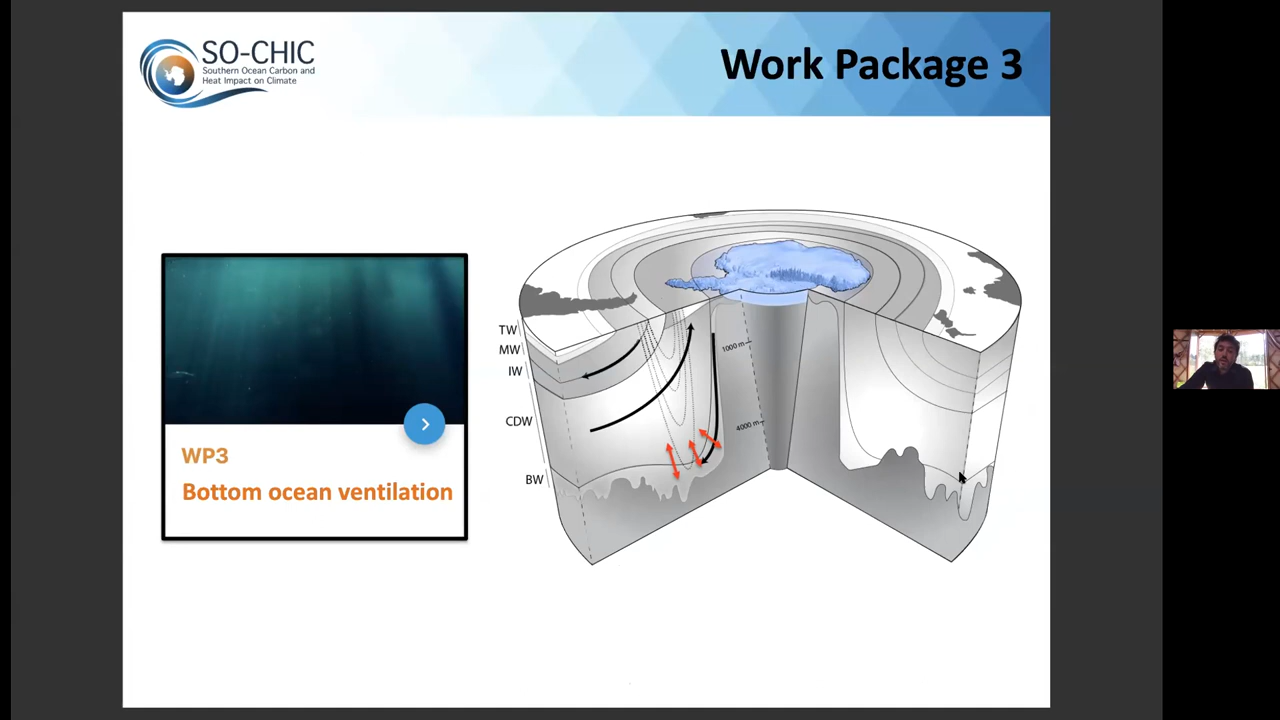 SO-CHIC
Southern Ocean Carbon and
Heat Impact on Climate
Work Package 3
TW
MW
IW
CDW
BW
1000 m
4000 m
WP3
Bottom ocean ventilation